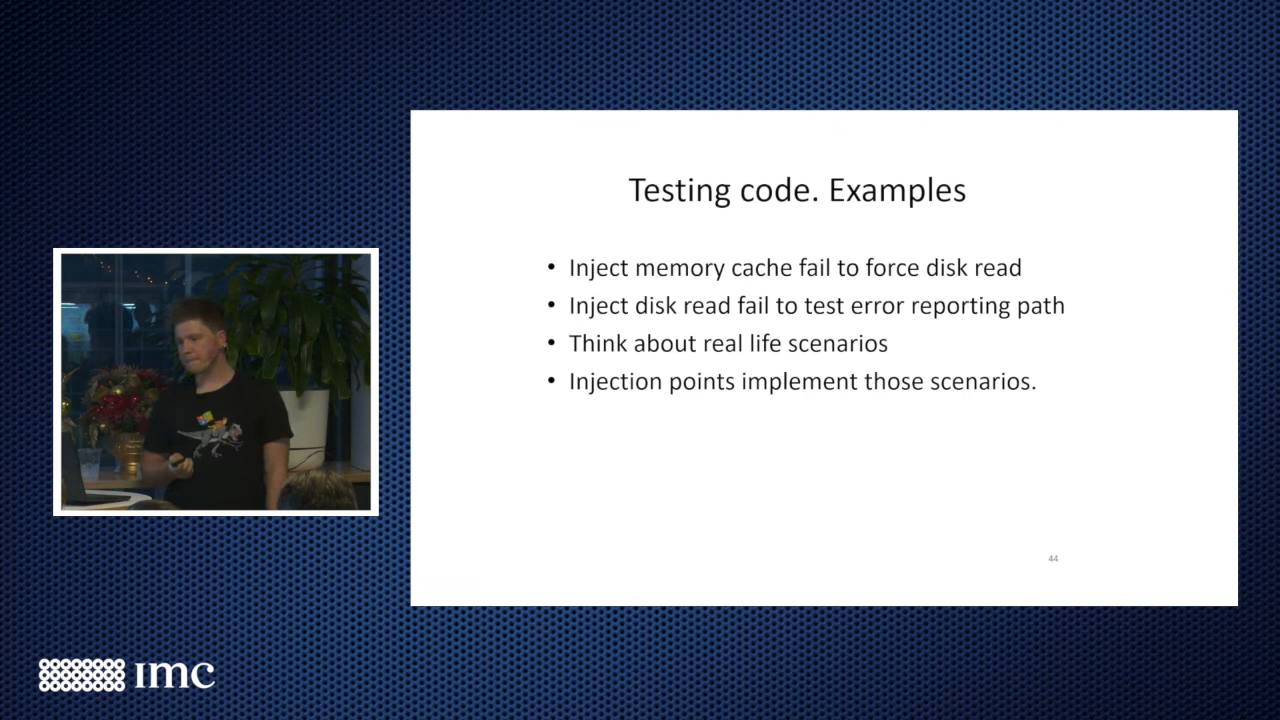 Testing code. Examples
• Inject memory cache fail to force disk read
• Inject disk read fail to test error reporting path
• Think about real life scenarios
• Injection points implement those scenarios.
44
imc